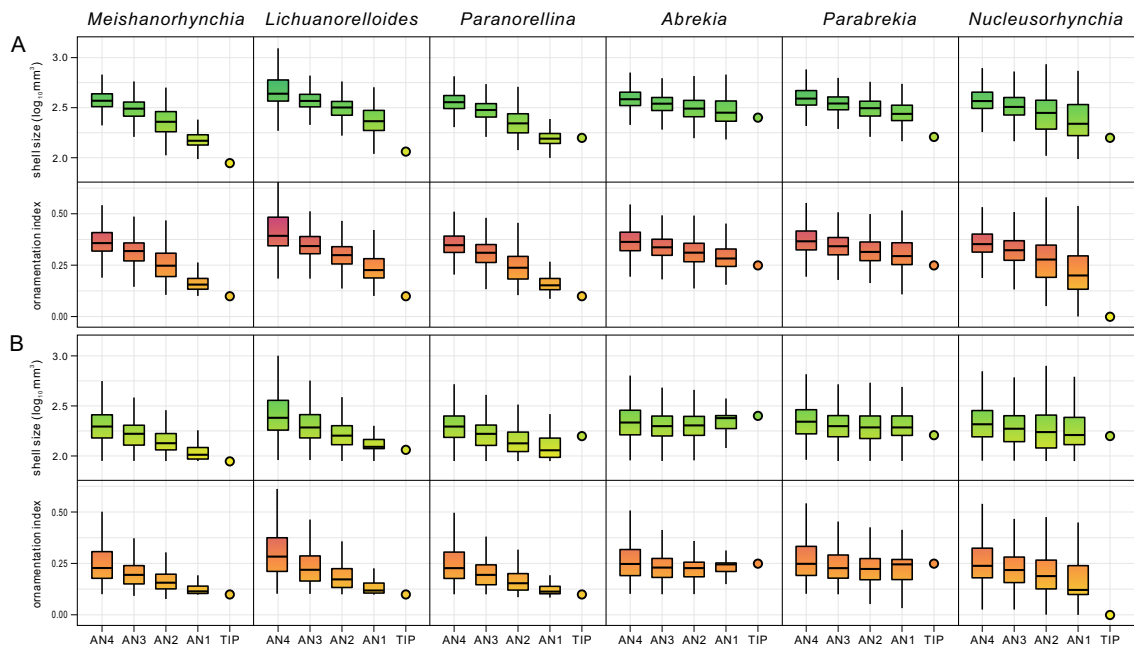 Meishanorhynchia Lichuanorelloides Paranorellina Abrekia Parabrekia Nucleusorhynchia
A
shell size (log₁₀mm³)
3.0
2.5
2.0
ornamentation index
0.50
0.25
0.00
B
shell size (log₁₀mm³)
3.0
2.5
2.0
ornamentation index
0.50
0.25
0.00
AN4 AN3 AN2 AN1 TIP AN4 AN3 AN2 AN1 TIP AN4 AN3 AN2 AN1 TIP AN4 AN3 AN2 AN1 TIP AN4 AN3 AN2 AN1 TIP AN4 AN3 AN2 AN1 TIP